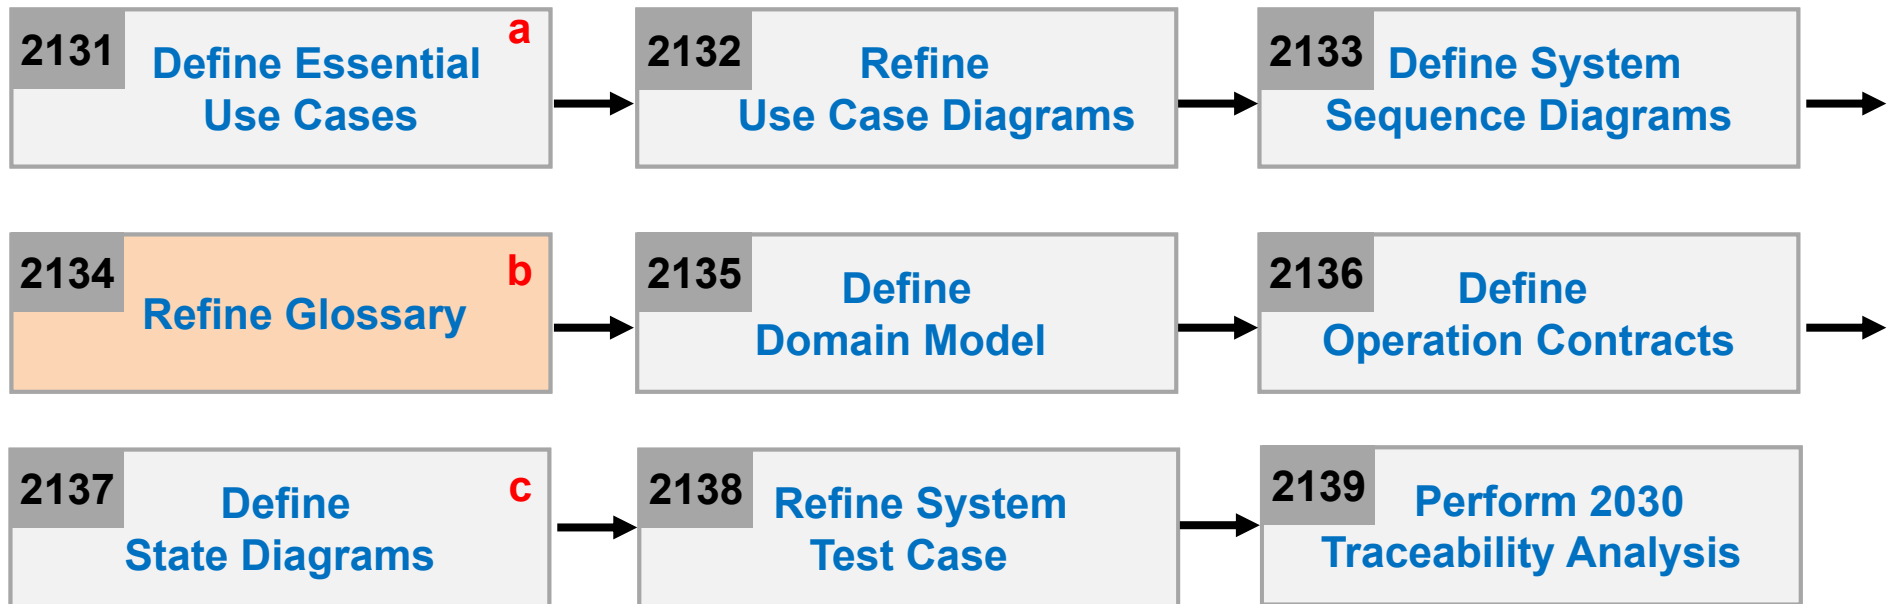 2131
a
Define Essential
Use Cases
2132
Refine
Use Case Diagrams
2133
Define System
Sequence Diagrams
2134
b
Refine Glossary
2135
Define
Domain Model
2136
Define
Operation Contracts
2137
c
Define
State Diagrams
2138
Refine System
Test Case
2139
Perform 2030
Traceability Analysis